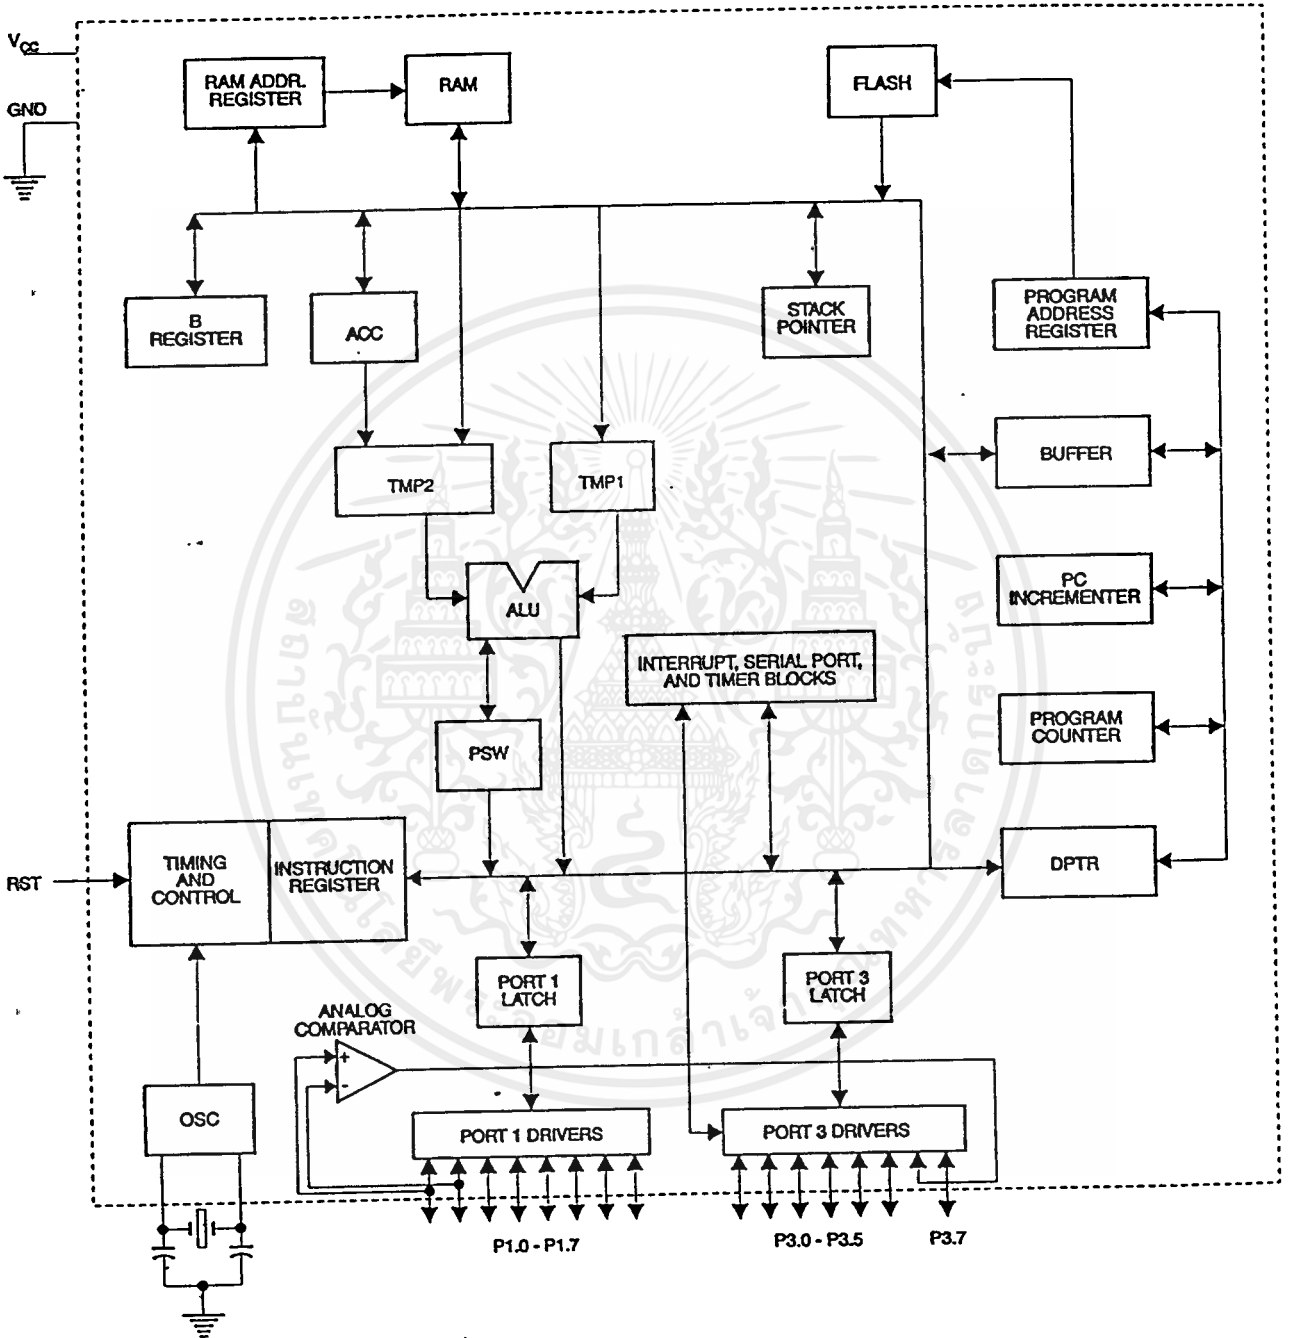 VCC
GND
RAM ADDR.
REGISTER
RAM
FLASH
B
REGISTER
ACC
STACK
POINTER
PROGRAM
ADDRESS
REGISTER
TMP2
TMP1
BUFFER
ALU
PC
INCREMENTER
INTERRUPT, SERIAL PORT,
AND TIMER BLOCKS
PSW
PROGRAM
COUNTER
RST
TIMING
AND
CONTROL
INSTRUCTION
REGISTER
DPTR
PORT 1
LATCH
PORT 3
LATCH
ANALOG
COMPARATOR
+
-
OSC
PORT 1 DRIVERS
PORT 3 DRIVERS
P1.0 - P1.7
P3.0 - P3.5
P3.7